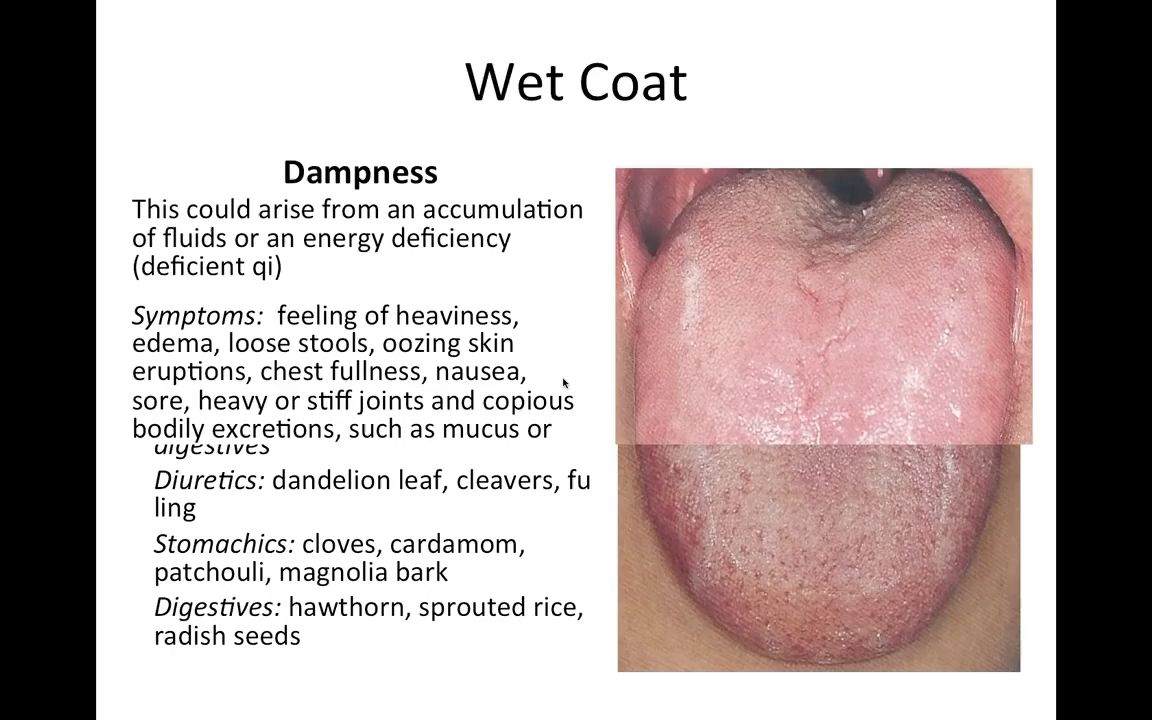 Wet Coat
Dampness
This could arise from an accumulation
of fluids or an energy deficiency
(deficient qi)
Symptoms: feeling of heaviness,
edema, loose stools, oozing skin
eruptions, chest fullness, nausea,
sore, heavy or stiff joints and copious
bodily excretions, such as mucus or
digestives
Diuretics: dandelion leaf, cleavers, fu
ling
Stomachics: cloves, cardamom,
patchouli, magnolia bark
Digestives: hawthorn, sprouted rice,
radish seeds